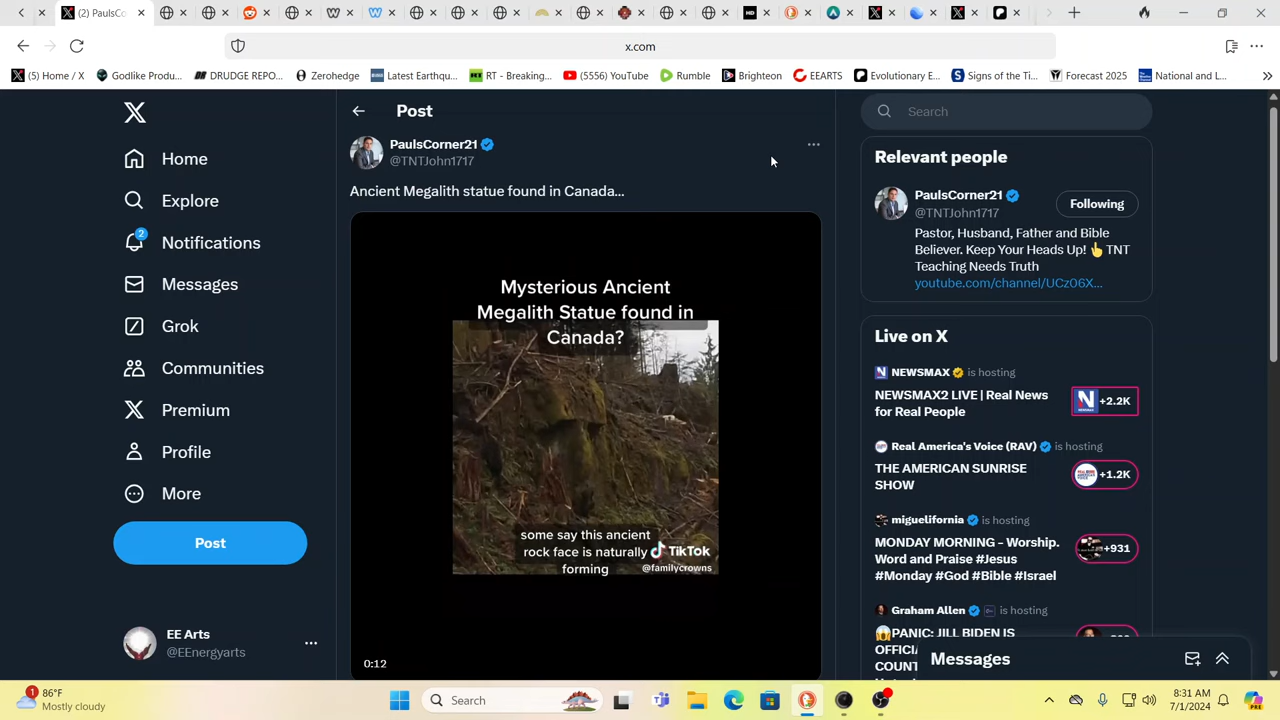 (2) PaulsCo
x.com
(5) Home / X
Godlike Produ...
DRUDGE REPO...
Zerohedge
Latest Earthqu...
RT - Breaking...
(5556) YouTube
Rumble
Brighteon
EEARTS
Evolutionary E...
Signs of the Ti...
Forecast 2025
National and L...
Home
Explore
2
Notifications
Messages
Grok
Communities
Premium
Profile
More
Post
EE Arts
@EEnergyarts
Post
PaulsCorner21
@TNTJohn1717
Ancient Megalith statue found in Canada...
Mysterious Ancient
Megalith Statue found in
Canada?
some say this ancient
rock face is naturally
forming
TikTok
@familycrowns
0:12
Search
Relevant people
PaulsCorner21
@TNTJohn1717
Following
Pastor, Husband, Father and Bible
Believer. Keep Your Heads Up! 👆 TNT
Teaching Needs Truth
youtube.com/channel/UCz06X...
Live on X
NEWSMAX is hosting
NEWSMAX2 LIVE | Real News
for Real People
+2.2K
Real America's Voice (RAV) is hosting
THE AMERICAN SUNRISE
SHOW
+1.2K
miguelifornia is hosting
MONDAY MORNING - Worship.
Word and Praise #Jesus
#Monday #God #Bible #Israel
+931
Graham Allen is hosting
😱PANIC: JILL BIDEN IS
Messages
1
86°F
Mostly cloudy
Search
8:31 AM
7/1/2024